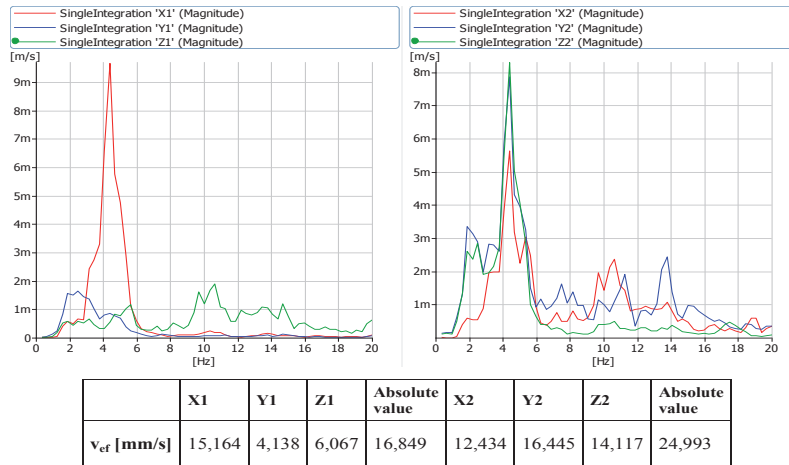 SingleIntegration 'X1' (Magnitude)
SingleIntegration 'Y1' (Magnitude)
SingleIntegration 'Z1' (Magnitude)
[m/s]
9m
8m
7m
6m
5m
4m
3m
2m
1m
0
0 2 4 6 8 10 12 14 16 18 20
[Hz]
SingleIntegration 'X2' (Magnitude)
SingleIntegration 'Y2' (Magnitude)
SingleIntegration 'Z2' (Magnitude)
[m/s]
8m
7m
6m
5m
4m
3m
2m
1m
0
0 2 4 6 8 10 12 14 16 18 20
[Hz]
X1 Y1 Z1 Absolute value X2 Y2 Z2 Absolute value
vef [mm/s] 15,164 4,138 6,067 16,849 12,434 16,445 14,117 24,993